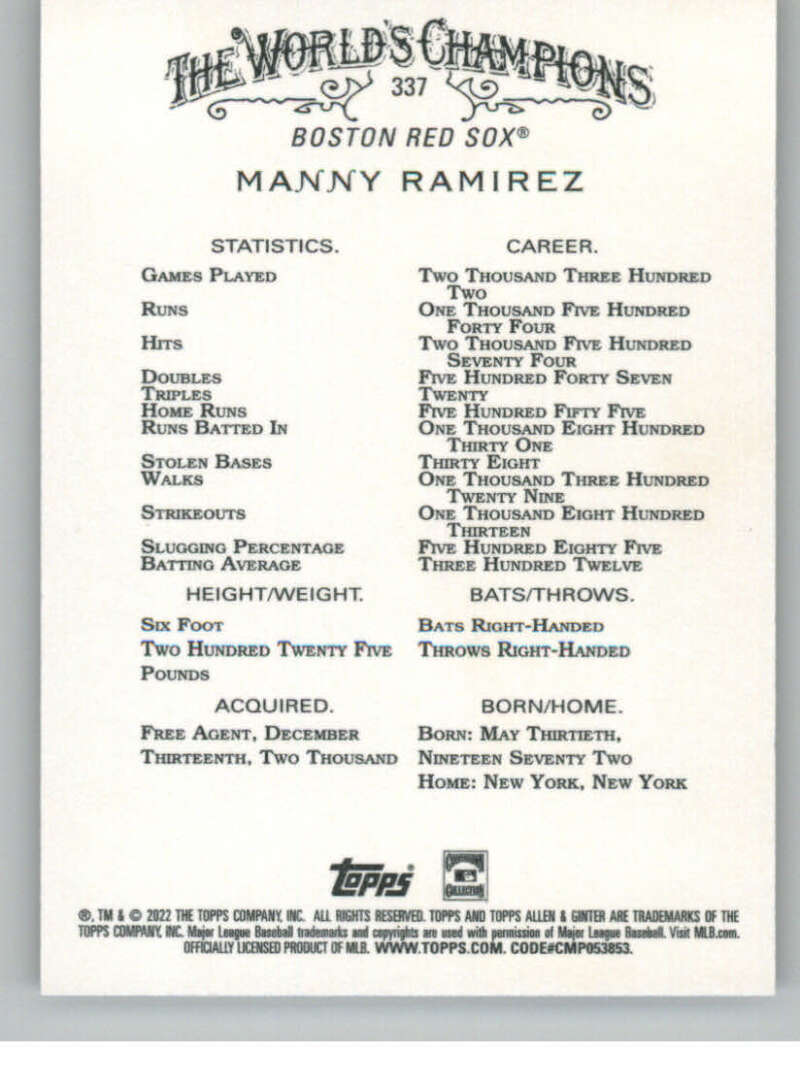 THE WORLD'S CHAMPIONS
337
BOSTON RED SOX®
MANNY RAMIREZ
STATISTICS. CAREER.
GAMES PLAYED TWO THOUSAND THREE HUNDRED
TWO
RUNS ONE THOUSAND FIVE HUNDRED
FORTY FOUR
HITS TWO THOUSAND FIVE HUNDRED
SEVENTY FOUR
DOUBLES FIVE HUNDRED FORTY SEVEN
TRIPLES TWENTY
HOME RUNS FIVE HUNDRED FIFTY FIVE
RUNS BATTED IN ONE THOUSAND EIGHT HUNDRED
THIRTY ONE
STOLEN BASES THIRTY EIGHT
WALKS ONE THOUSAND THREE HUNDRED
TWENTY NINE
STRIKEOUTS ONE THOUSAND EIGHT HUNDRED
THIRTEEN
SLUGGING PERCENTAGE FIVE HUNDRED EIGHTY FIVE
BATTING AVERAGE THREE HUNDRED TWELVE
HEIGHT/WEIGHT. BATS/THROWS.
SIX FOOT BATS RIGHT-HANDED
TWO HUNDRED TWENTY FIVE THROWS RIGHT-HANDED
POUNDS
ACQUIRED. BORN/HOME.
FREE AGENT, DECEMBER BORN: MAY THIRTIETH,
THIRTEENTH, TWO THOUSAND NINETEEN SEVENTY TWO
HOME: NEW YORK, NEW YORK
Topps®
COOPERSTOWN COLLECTION
®, TM & © 2022 THE TOPPS COMPANY, INC. ALL RIGHTS RESERVED. TOPPS AND TOPPS ALLEN & GINTER ARE TRADEMARKS OF THE
TOPPS COMPANY, INC. Major League Baseball trademarks and copyrights are used with permission of Major League Baseball. Visit MLB.com.
OFFICIALLY LICENSED PRODUCT OF MLB. WWW.TOPPS.COM. CODE#CMP053853.